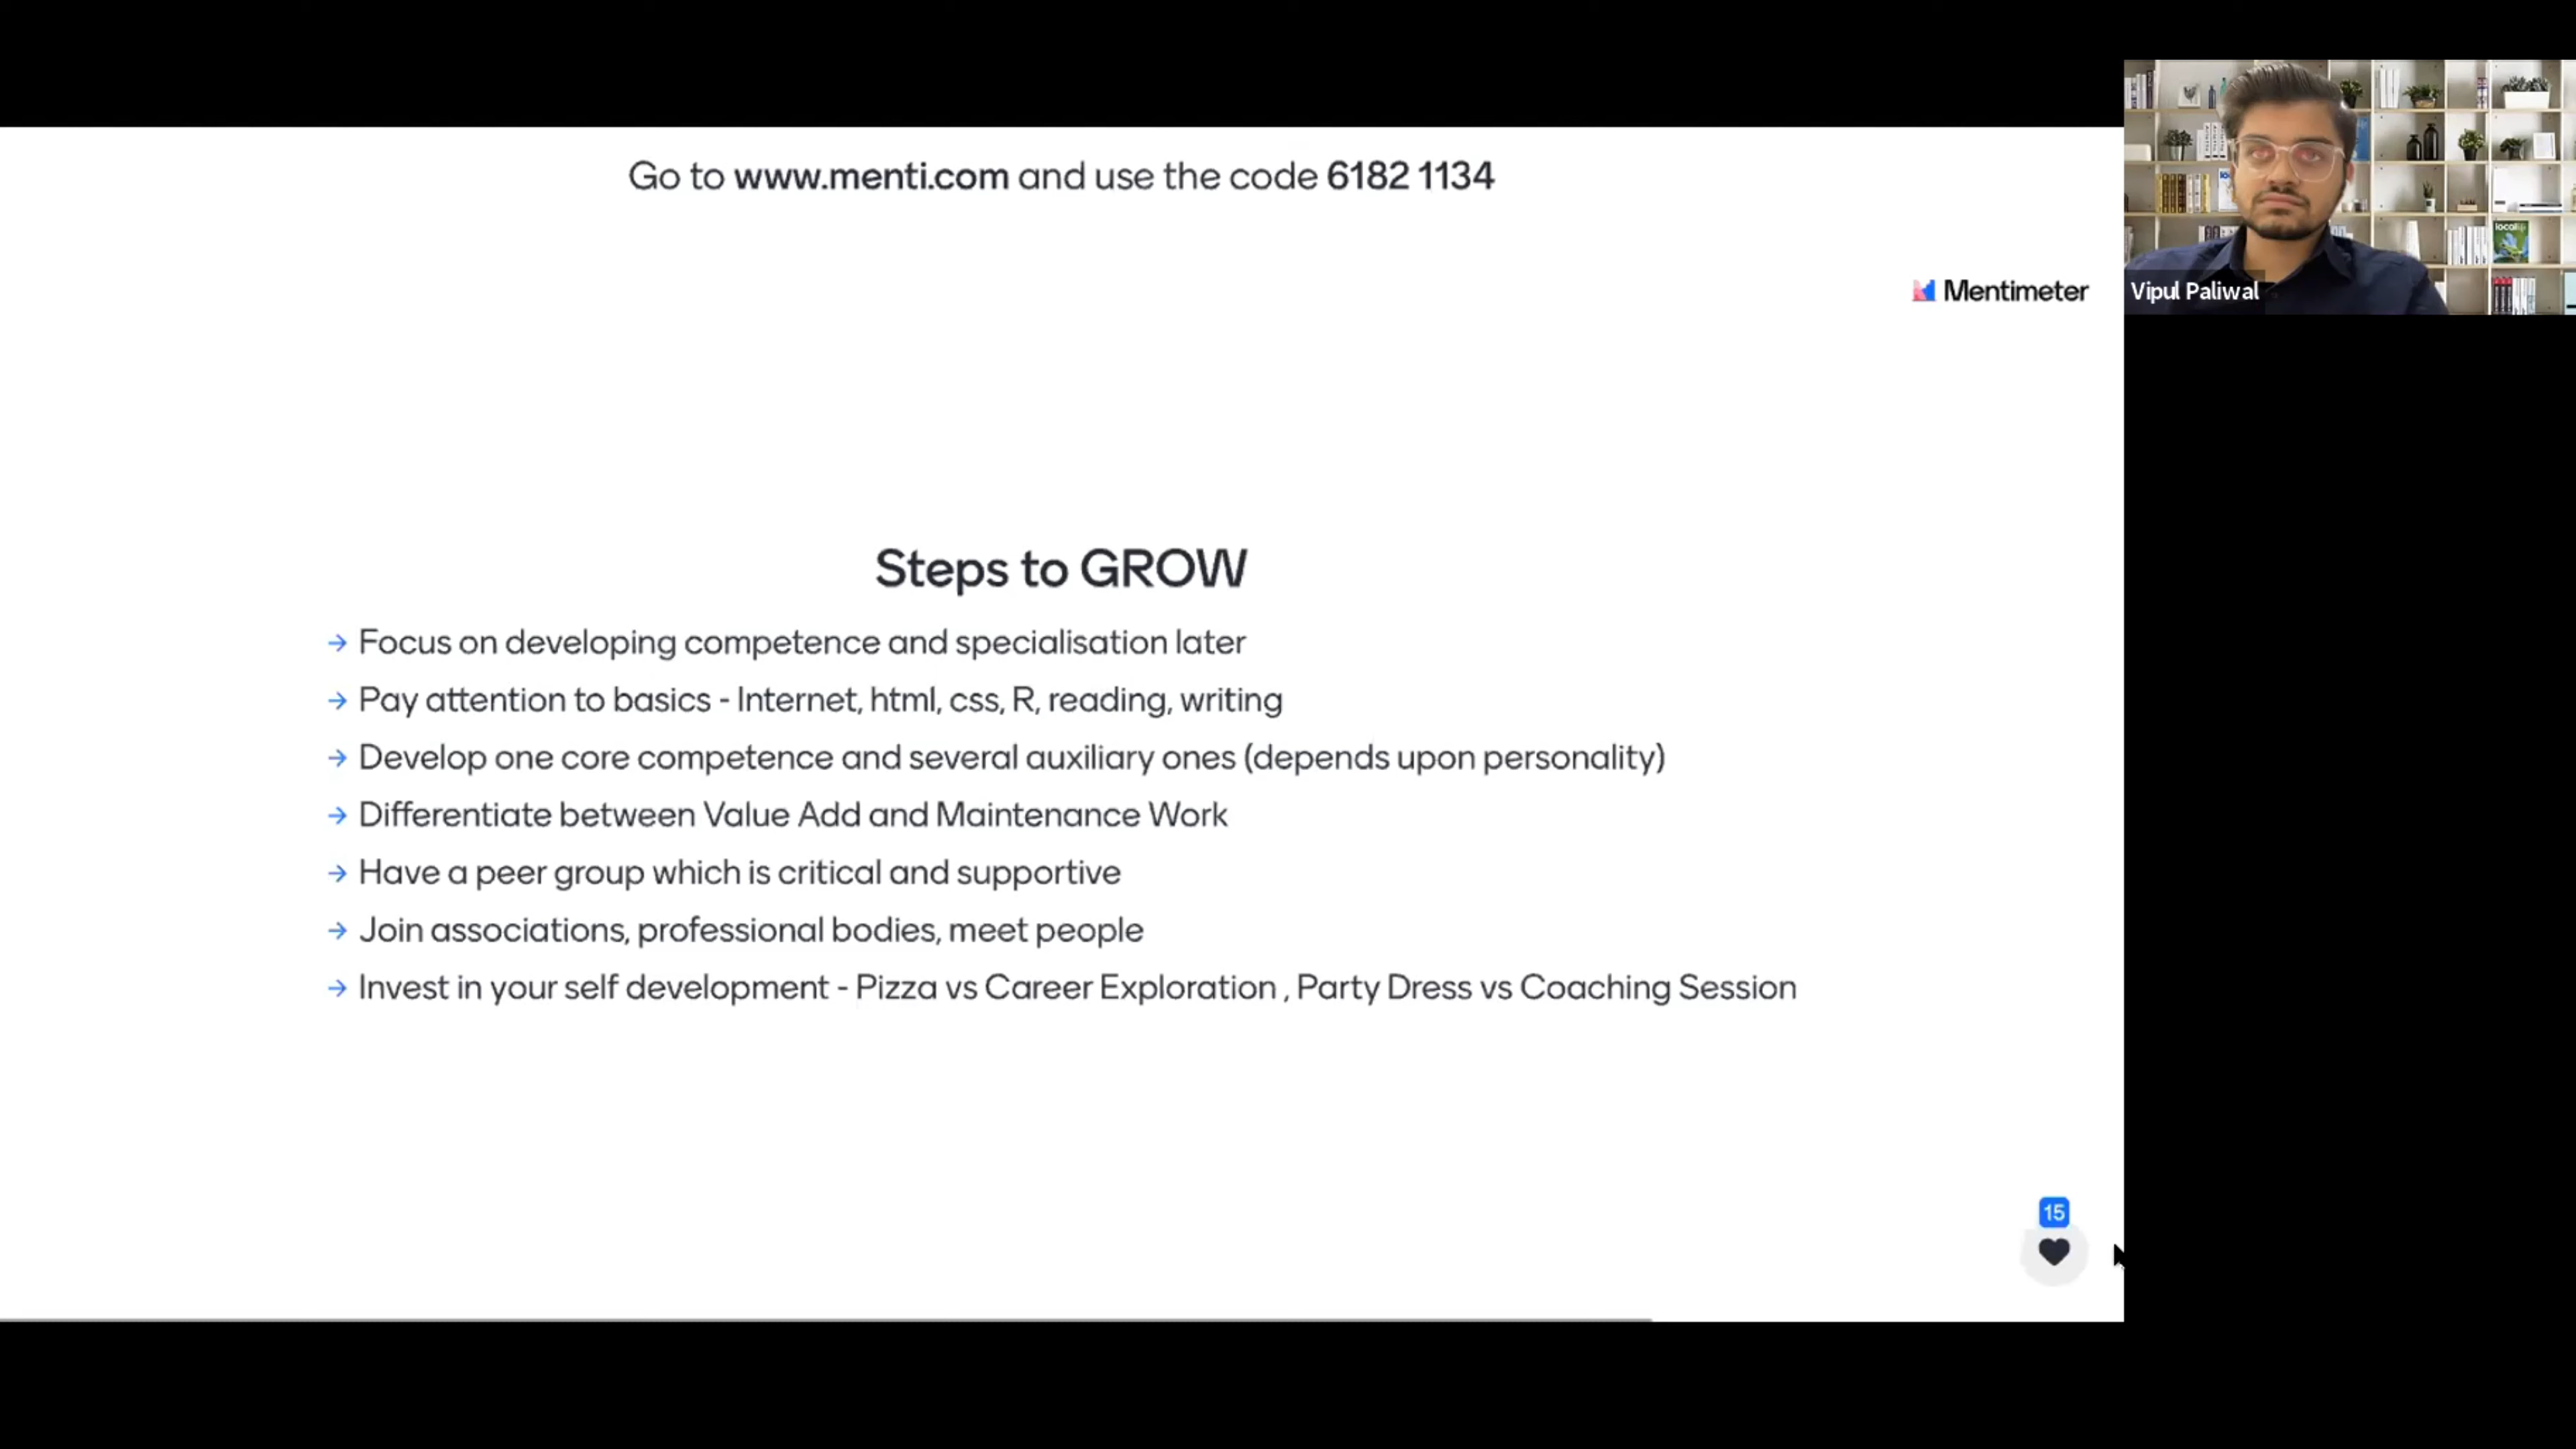 Go to www.menti.com and use the code 6182 1134
Mentimeter
Vipul Paliwal
Steps to GROW
→ Focus on developing competence and specialisation later
→ Pay attention to basics - Internet, html, css, R, reading, writing
→ Develop one core competence and several auxiliary ones (depends upon personality)
→ Differentiate between Value Add and Maintenance Work
→ Have a peer group which is critical and supportive
→ Join associations, professional bodies, meet people
→ Invest in your self development - Pizza vs Career Exploration , Party Dress vs Coaching Session
15